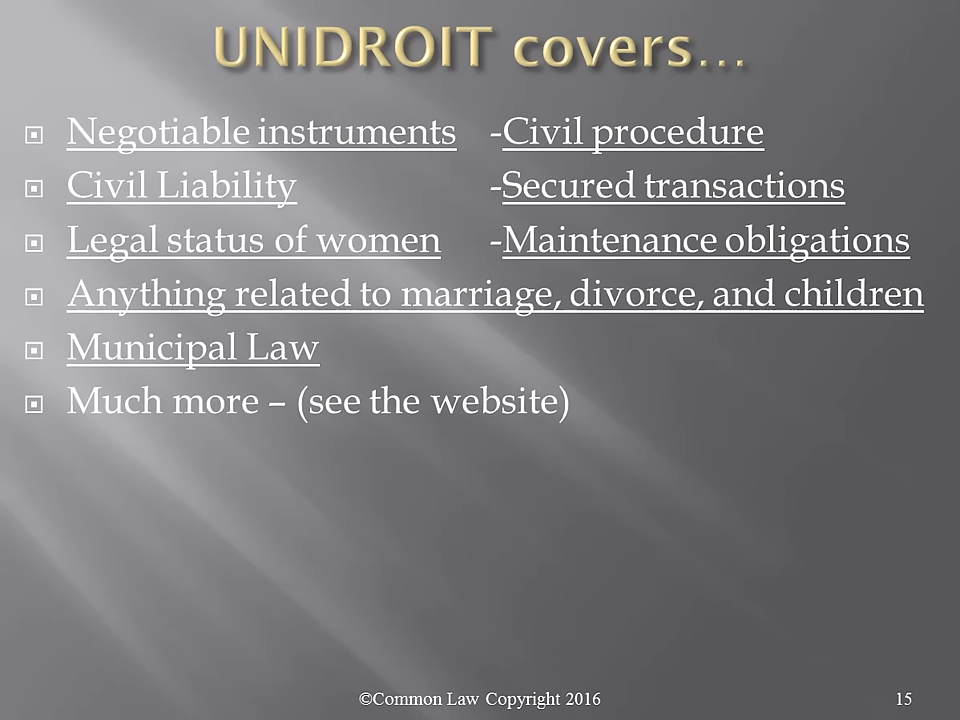 UNIDROIT covers…
Negotiable instruments -Civil procedure
Civil Liability -Secured transactions
Legal status of women -Maintenance obligations
Anything related to marriage, divorce, and children
Municipal Law
Much more – (see the website)
©Common Law Copyright 2016 15